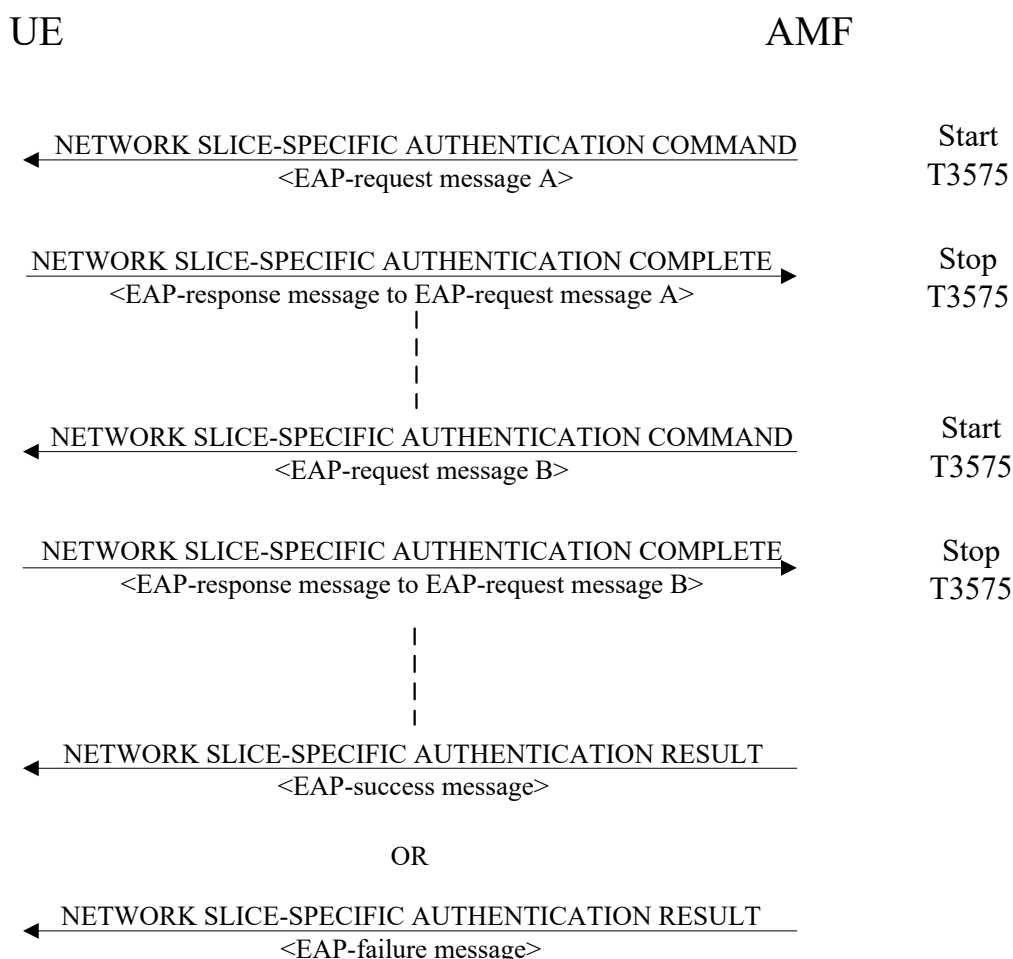 UE AMF
NETWORK SLICE-SPECIFIC AUTHENTICATION COMMAND
<EAP-request message A>
Start
T3575
NETWORK SLICE-SPECIFIC AUTHENTICATION COMPLETE
<EAP-response message to EAP-request message A>
Stop
T3575
NETWORK SLICE-SPECIFIC AUTHENTICATION COMMAND
<EAP-request message B>
Start
T3575
NETWORK SLICE-SPECIFIC AUTHENTICATION COMPLETE
<EAP-response message to EAP-request message B>
Stop
T3575
NETWORK SLICE-SPECIFIC AUTHENTICATION RESULT
<EAP-success message>
OR
NETWORK SLICE-SPECIFIC AUTHENTICATION RESULT
<EAP-failure message>